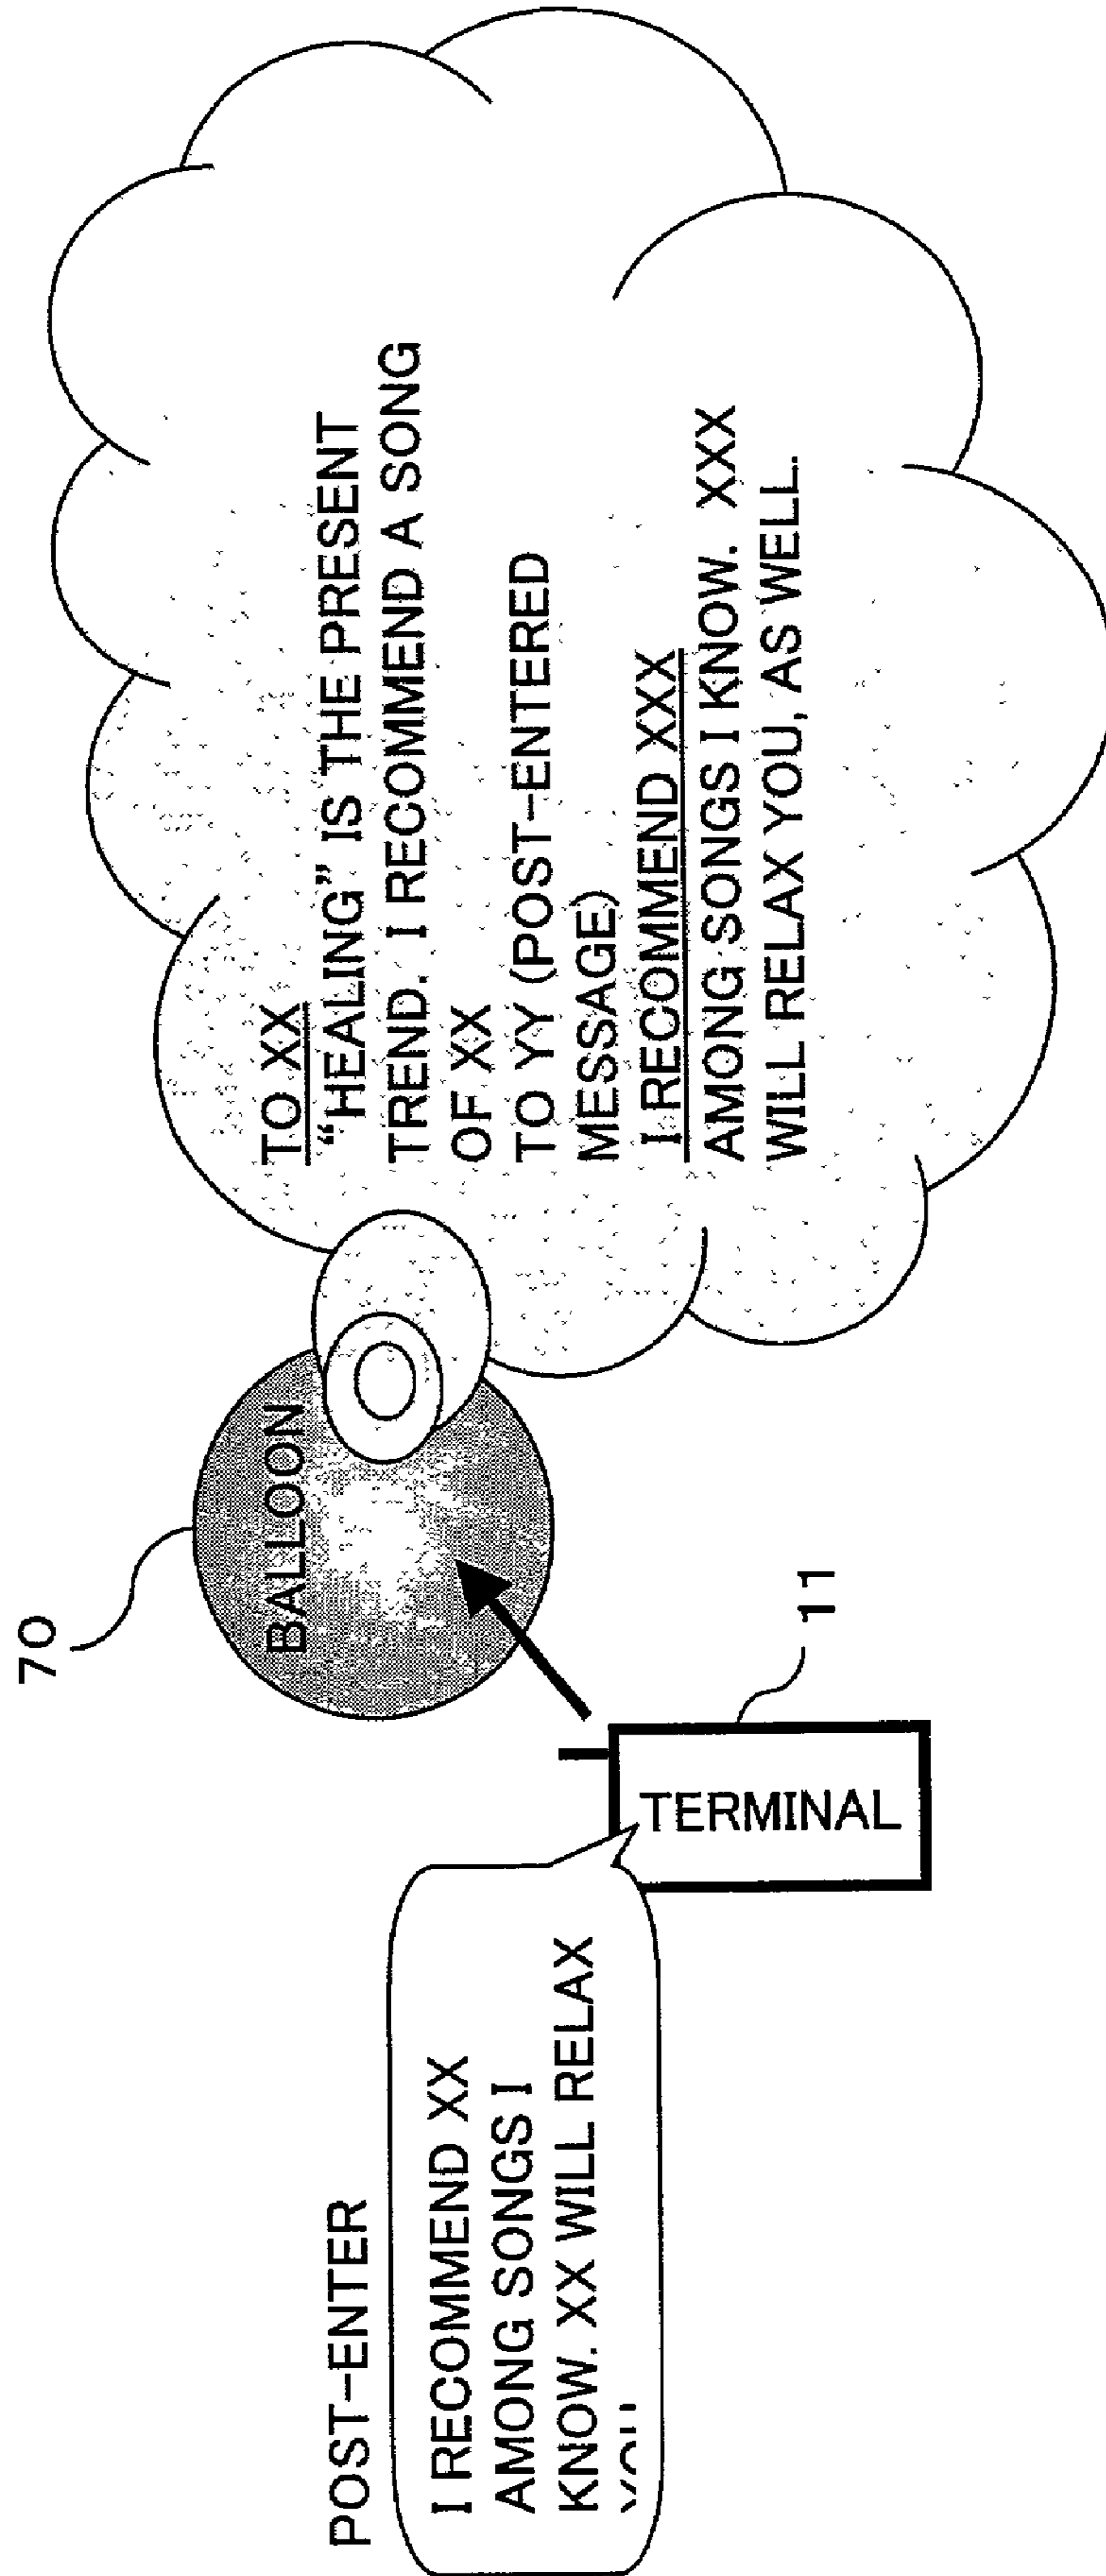 POST-ENTER
I RECOMMEND XX
AMONG SONGS I
KNOW. XX WILL RELAX
70
BALLOON
TERMINAL
11
TO XX
“HEALING” IS THE PRESENT
TREND. I RECOMMEND A SONG
OF XX
TO YY (POST-ENTERED
MESSAGE)
I RECOMMEND XXX
AMONG SONGS I KNOW. XXX
WILL RELAX YOU, AS WELL.